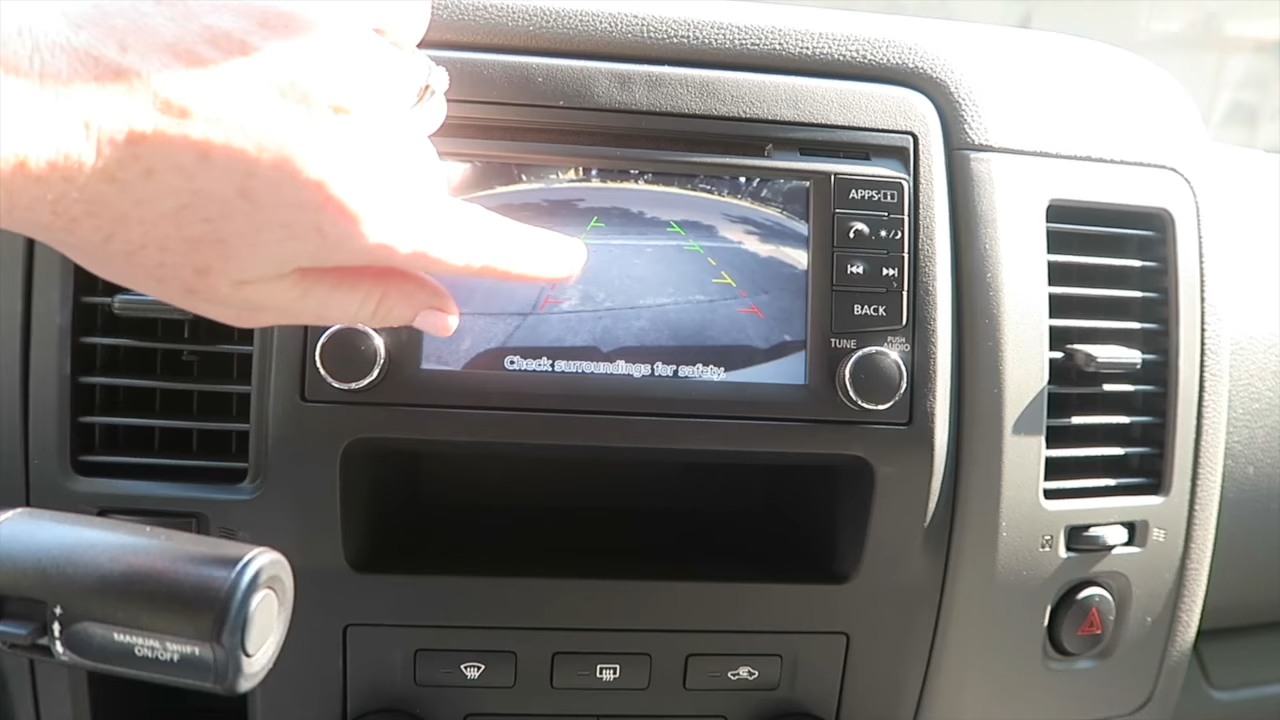 APPS·i
BACK
TUNE
PUSH
AUDIO
Check surroundings for safety.
MANUAL SHIFT
ON/OFF